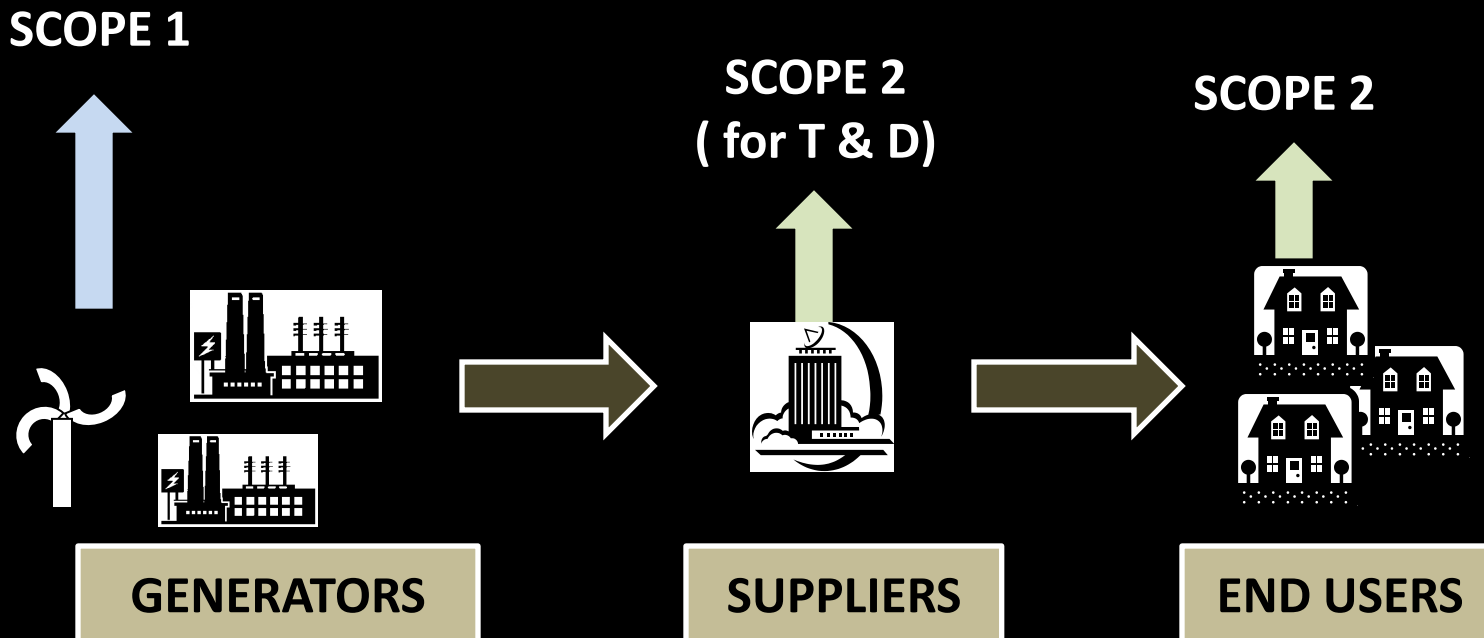 SCOPE 1
SCOPE 2
( for T & D)
SCOPE 2
GENERATORS
SUPPLIERS
END USERS